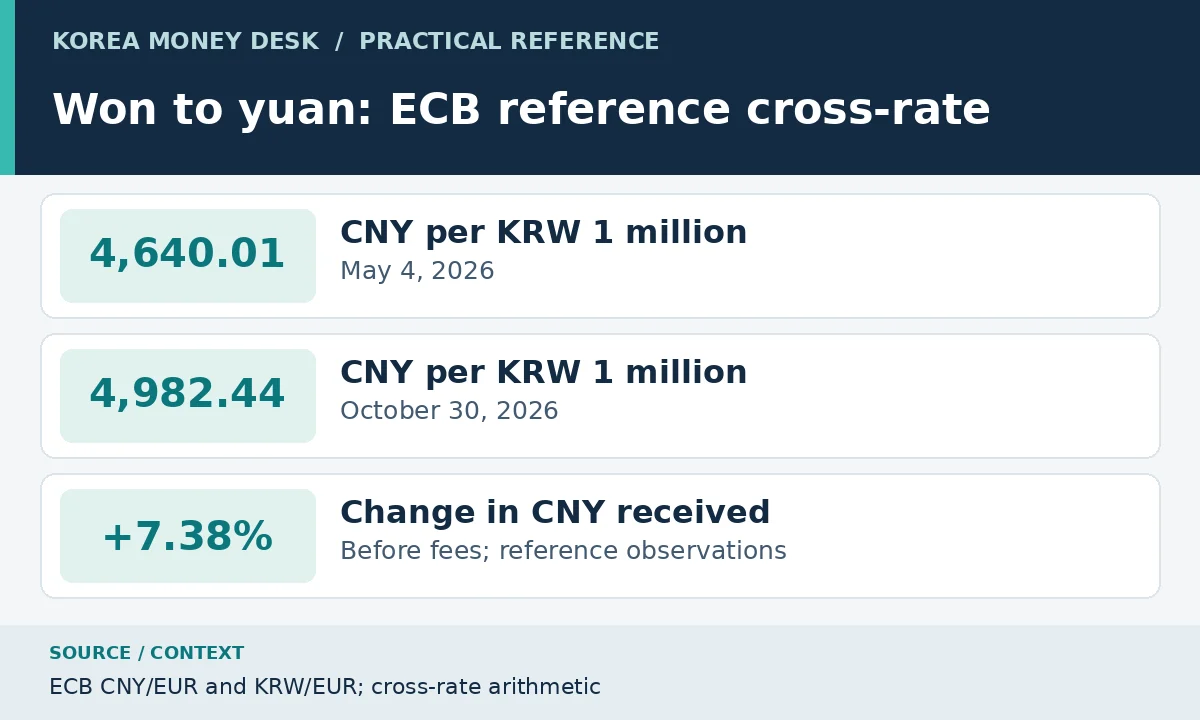 KOREA MONEY DESK / PRACTICAL REFERENCE
Won to yuan: ECB reference cross-rate
4,640.01
CNY per KRW 1 million
May 4, 2026
4,982.44
CNY per KRW 1 million
October 30, 2026
+7.38%
Change in CNY received
Before fees; reference observations
SOURCE / CONTEXT
ECB CNY/EUR and KRW/EUR; cross-rate arithmetic